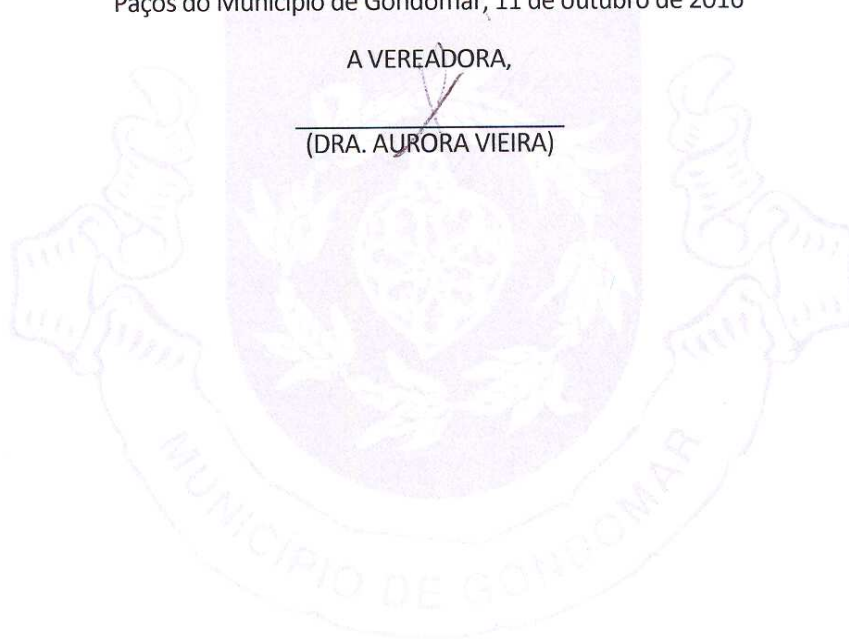 Paços do Município de Gondomar, 11 de outubro de 2016
A VEREADORA,
(DRA. AURORA VIEIRA)
MUNICÍPIO DE GONDOMAR